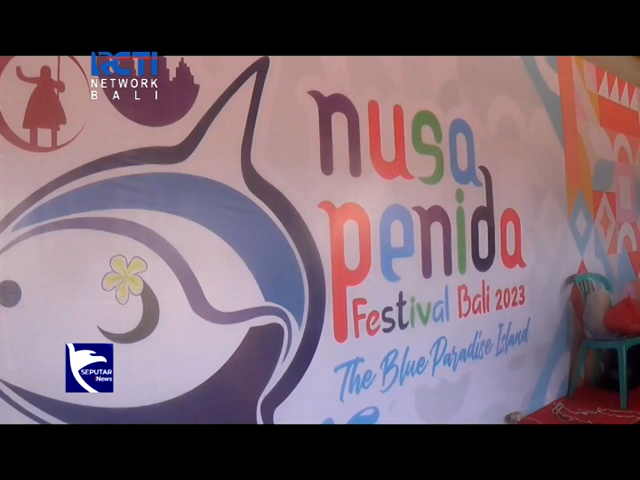 RCTI
NETWORK
BALI
nusa
penida
Festival Bali 2023
The Blue Paradise Island
SEPUTAR
News